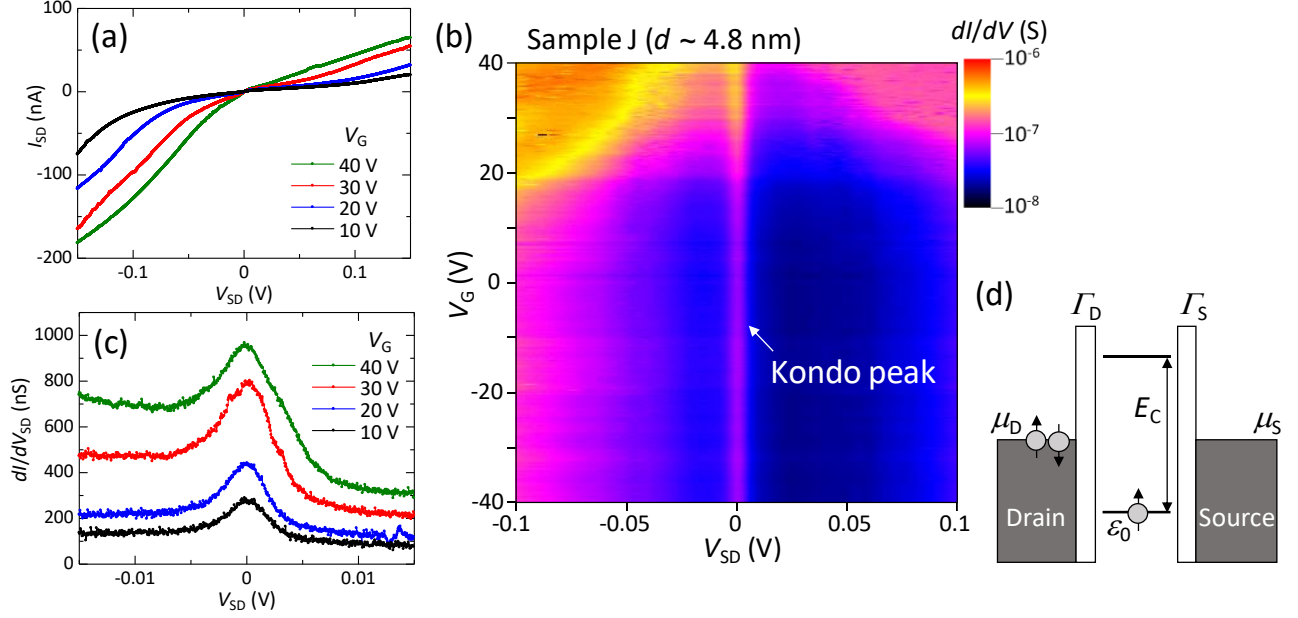 (a)
100
0
-100
-200
I_SD (nA)
V_G
40 V
30 V
20 V
10 V
-0.1
0
0.1
V_SD (V)
(b)
Sample J (d ~ 4.8 nm)
dI/dV (S)
10^-6
10^-7
10^-8
40
20
0
-20
-40
V_G (V)
Kondo peak
-0.1
-0.05
0
0.05
0.1
V_SD (V)
(c)
1000
800
600
400
200
0
dI/dV_SD (nS)
V_G
40 V
30 V
20 V
10 V
-0.01
0
0.01
V_SD (V)
(d)
Γ_D
Γ_S
μ_D
E_C
μ_S
Drain
ε_0
Source